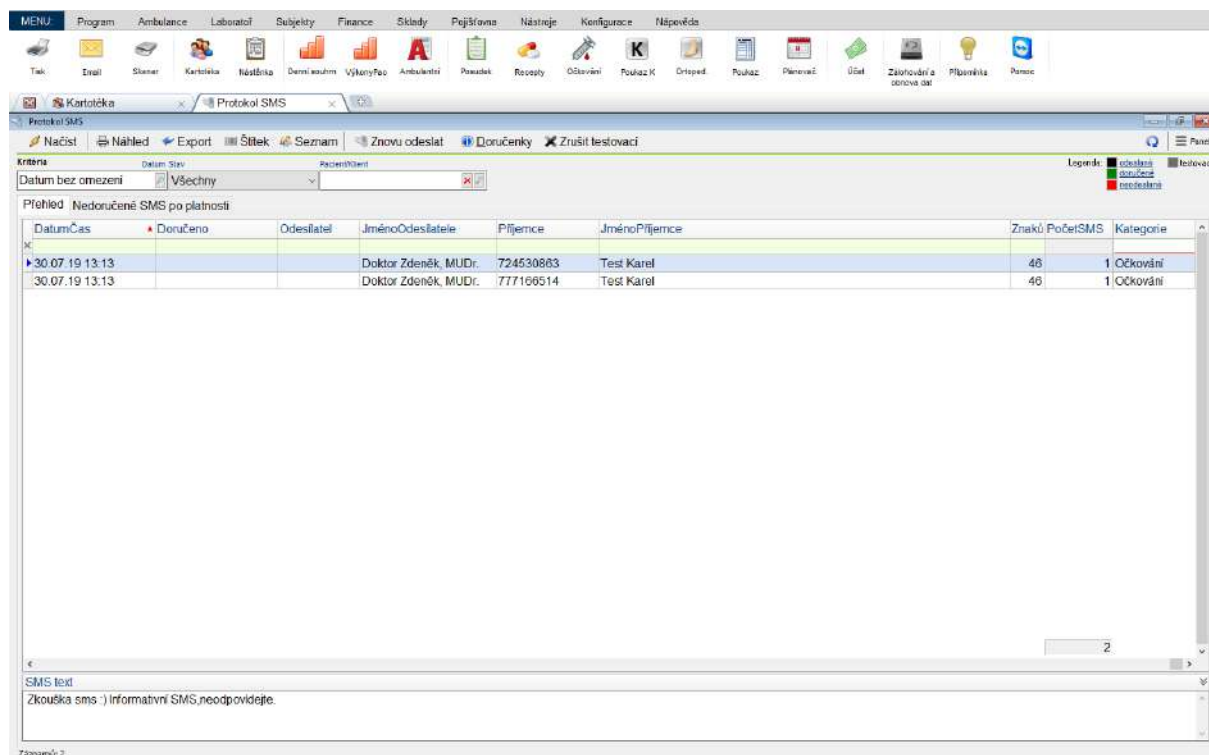 MENU: Program Ambulance Laboratoř Subjekty Finance Sklady Pojišťovna Nástroje Konfigurace Nápověda
Tisk Email Skener Kartotéka Nástěnka Denní souhrn VýkonyPac Ambulantní Posudek Recepty Očkování Poukaz K Ortoped. Poukaz Plánovač Účet Zálohování a obnova dat Připomínka Pomoc
Kartotéka Protokol SMS
Protokol SMS
Načíst Náhled Export Štítek Seznam Znovu odeslat Doručenky Zrušit testovací Panel
Kritéria Datum Stav Pacient/Klient Legenda: odeslané testovac
Datum bez omezení Všechny doručené
neodeslané
Přehled Nedoručené SMS po platnosti
DatumČas Doručeno Odesílatel JménoOdesílatele Příjemce JménoPříjemce Znaků PočetSMS Kategorie
30.07.19 13:13 Doktor Zdeněk, MUDr. 724530863 Test Karel 46 1 Očkování
30.07.19 13:13 Doktor Zdeněk, MUDr. 777166514 Test Karel 46 1 Očkování
2
SMS text
Zkouška sms :) Informativní SMS,neodpovídejte.